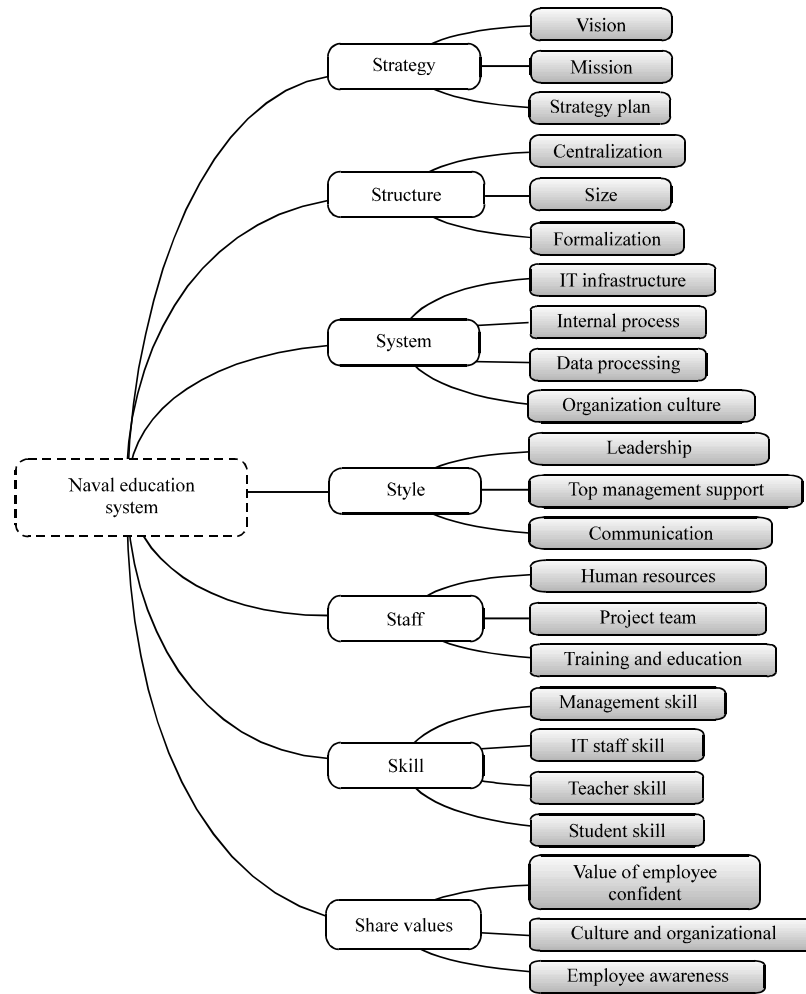 Vision
Strategy
Mission
Strategy plan
Centralization
Structure
Size
Formalization
IT infrastructure
Internal process
System
Data processing
Organization culture
Leadership
Naval education
system
Style
Top management support
Communication
Human resources
Staff
Project team
Training and education
Management skill
IT staff skill
Skill
Teacher skill
Student skill
Value of employee
confident
Share values
Culture and organizational
Employee awareness